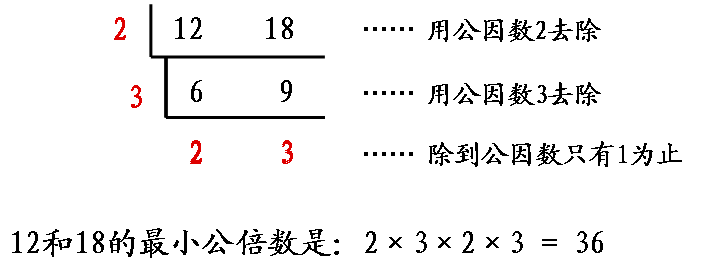 2 12 18 …… 用公因数2去除
3 6 9 …… 用公因数3去除
2 3 …… 除到公因数只有1为止
12和18的最小公倍数是: 2 × 3 × 2 × 3 = 36